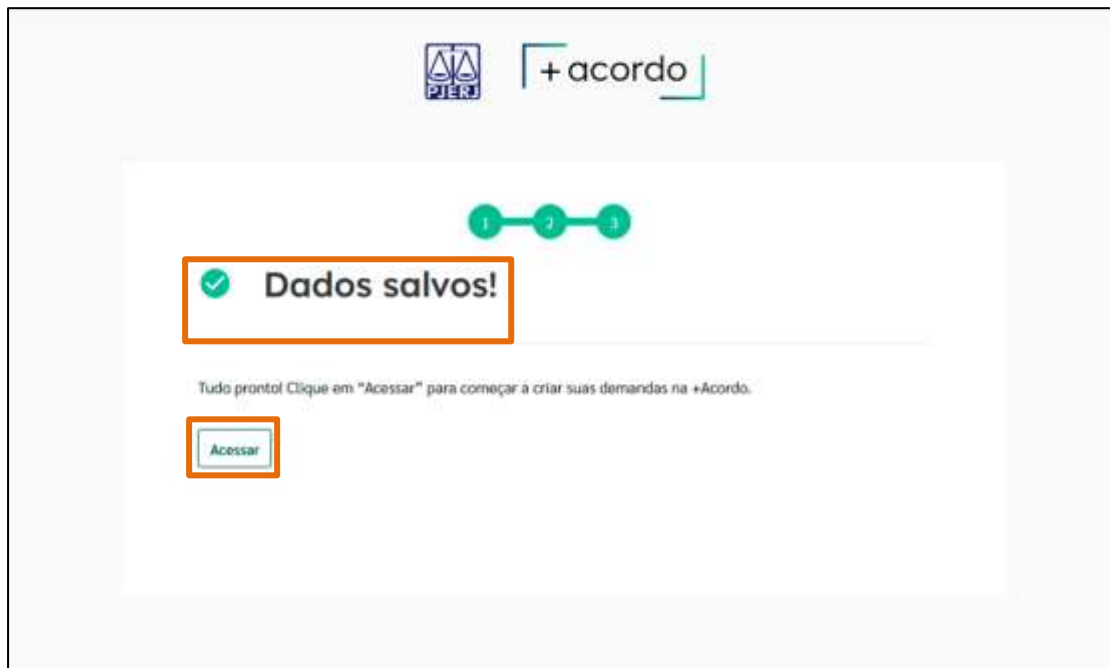 PJERJ
+ acordo
1 2 3
Dados salvos!
Tudo pronto! Clique em "Acessar" para começar a criar suas demandas na +Acordo.
Acessar